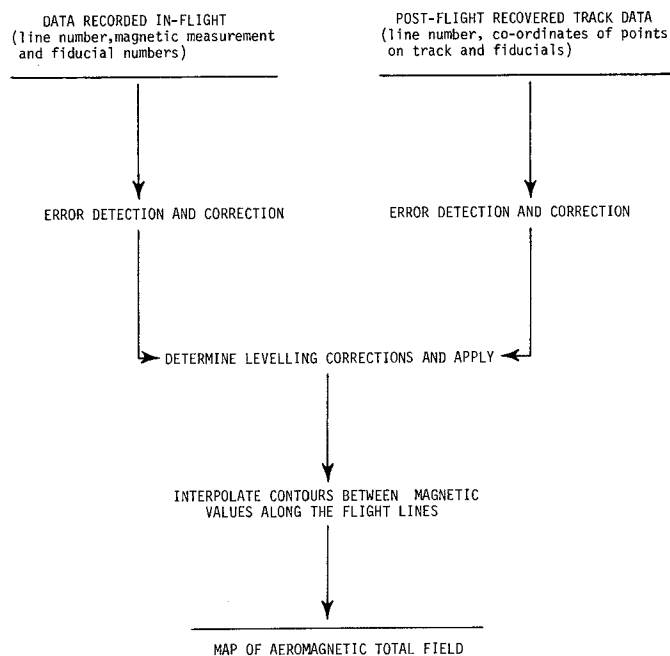 DATA RECORDED IN-FLIGHT
(line number,magnetic measurement
and fiducial numbers)
POST-FLIGHT RECOVERED TRACK DATA
(line number, co-ordinates of points
on track and fiducials)
ERROR DETECTION AND CORRECTION
ERROR DETECTION AND CORRECTION
DETERMINE LEVELLING CORRECTIONS AND APPLY
INTERPOLATE CONTOURS BETWEEN MAGNETIC
VALUES ALONG THE FLIGHT LINES
MAP OF AEROMAGNETIC TOTAL FIELD